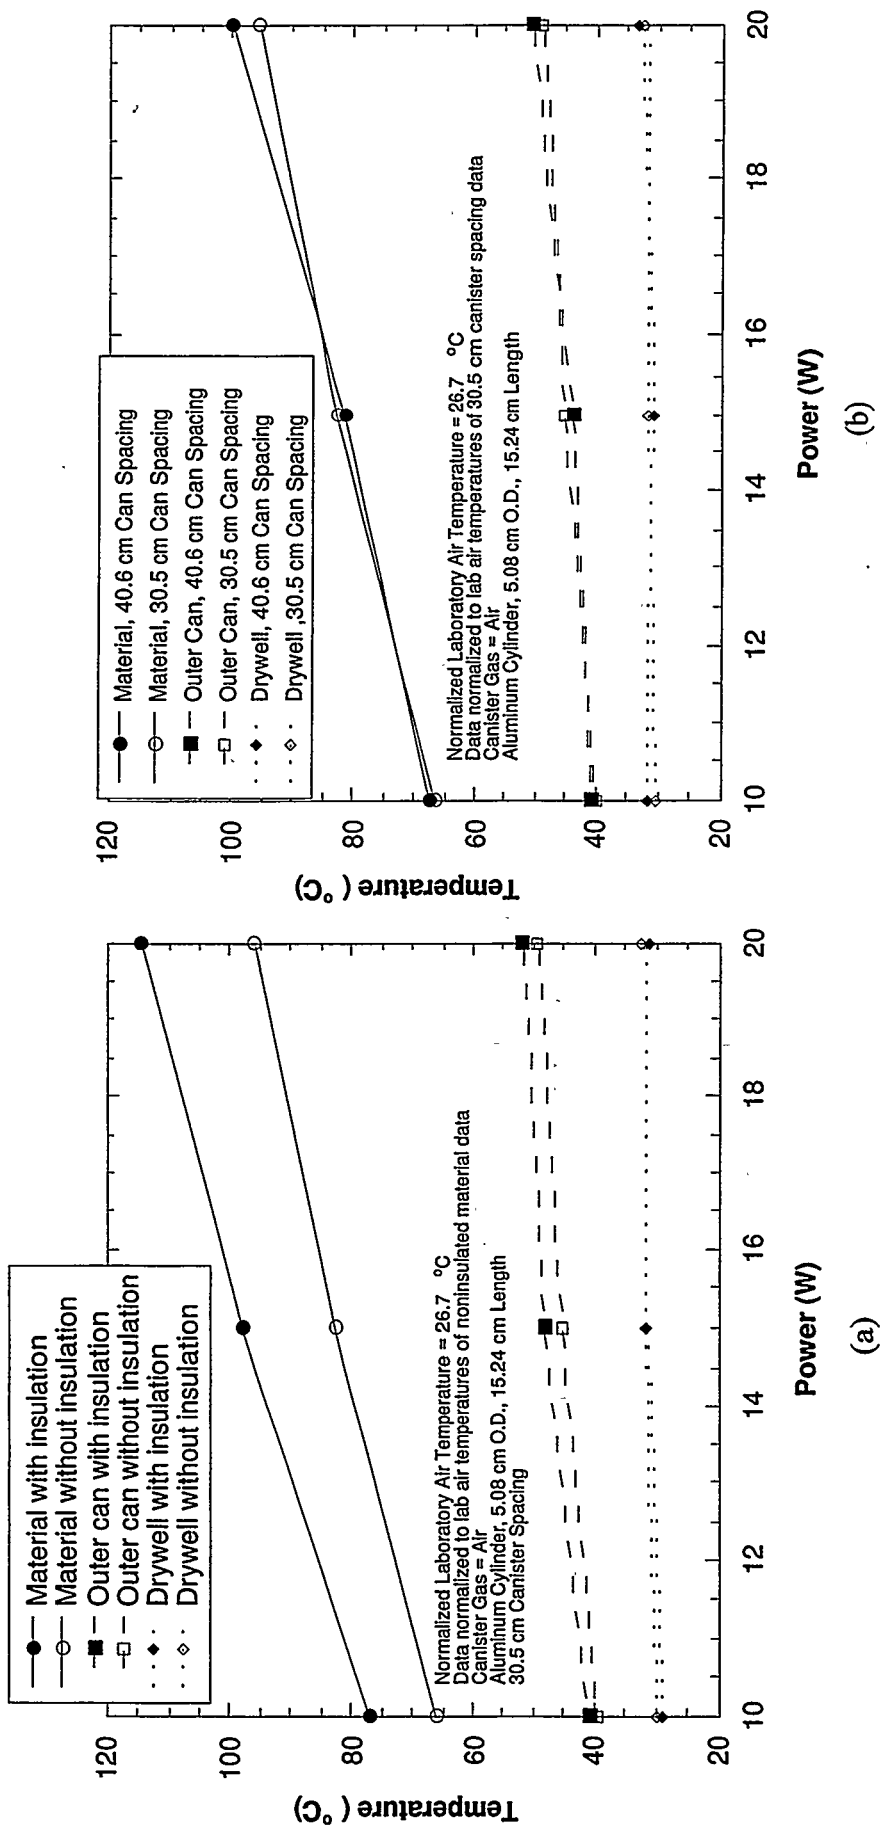 Material with insulation
Material without insulation
Outer can with insulation
Outer can without insulation
Drywell with insulation
Drywell without insulation
120
100
80
60
40
20
Temperature ( °C)
Normalized Laboratory Air Temperature = 26.7 °C
Data normalized to lab air temperatures of noninsulated material data
Canister Gas = Air
Aluminum Cylinder, 5.08 cm O.D., 15.24 cm Length
30.5 cm Canister Spacing
10
12
14
16
18
20
Power (W)
(a)
Material, 40.6 cm Can Spacing
Material, 30.5 cm Can Spacing
Outer Can, 40.6 cm Can Spacing
Outer Can, 30.5 cm Can Spacing
Drywell, 40.6 cm Can Spacing
Drywell ,30.5 cm Can Spacing
120
100
80
60
40
20
Temperature ( °C)
Normalized Laboratory Air Temperature = 26.7 °C
Data normalized to lab air temperatures of 30.5 cm canister spacing data
Canister Gas = Air
Aluminum Cylinder, 5.08 cm O.D., 15.24 cm Length
10
12
14
16
18
20
Power (W)
(b)